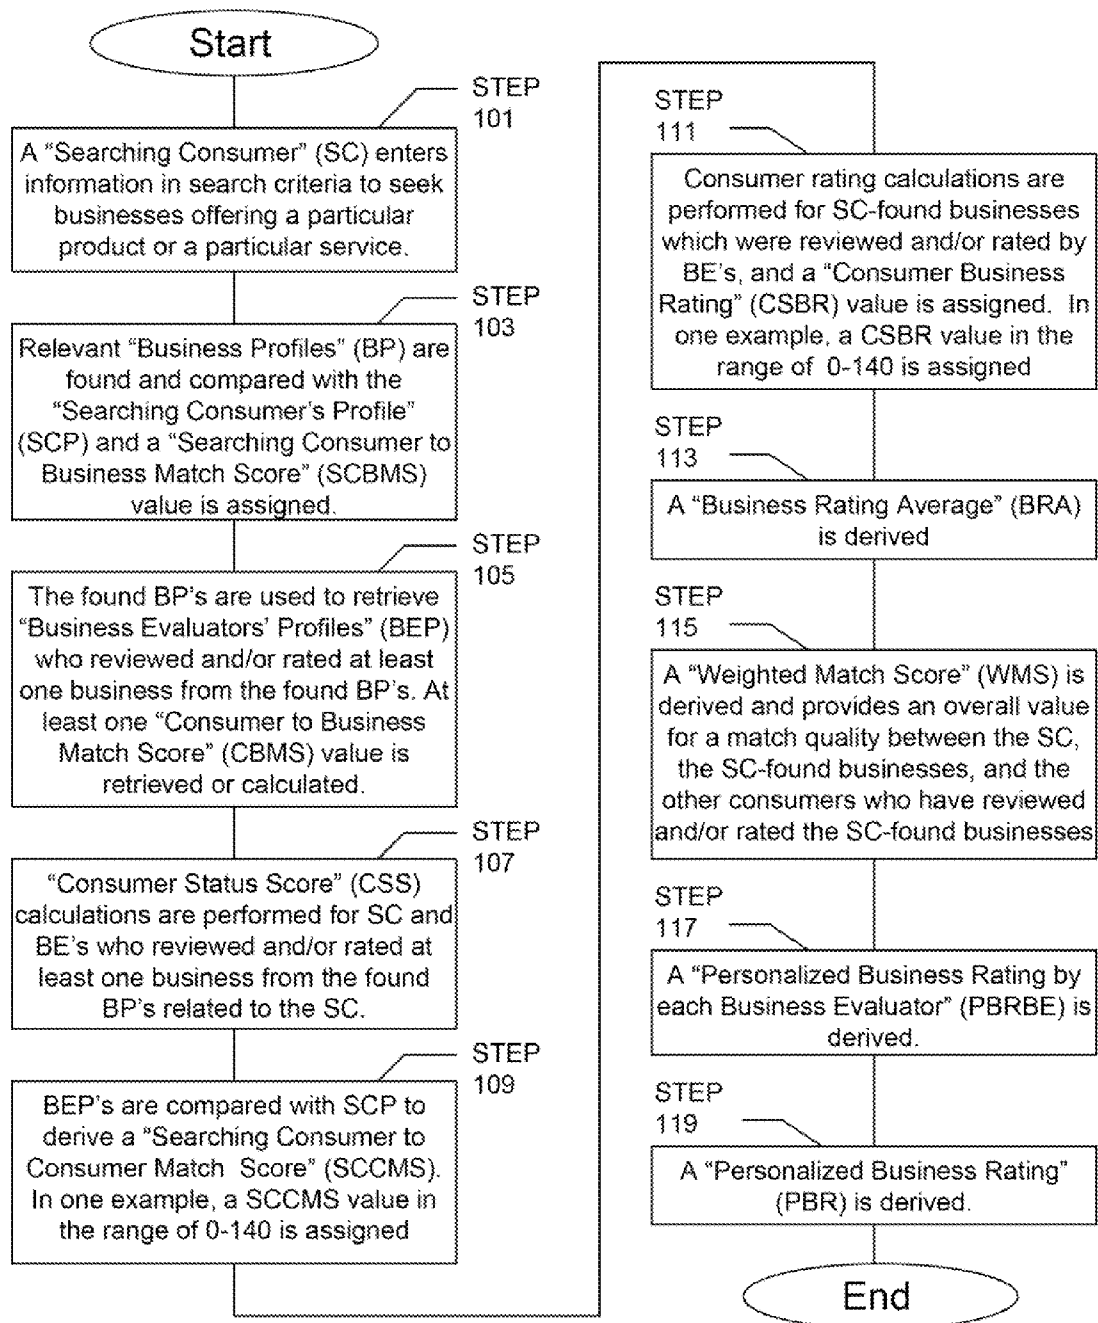 Start
STEP
101
A “Searching Consumer” (SC) enters
information in search criteria to seek
businesses offering a particular
product or a particular service.
STEP
103
Relevant “Business Profiles” (BP) are
found and compared with the
“Searching Consumer's Profile”
(SCP) and a “Searching Consumer to
Business Match Score” (SCBMS)
value is assigned.
STEP
105
The found BP's are used to retrieve
“Business Evaluators' Profiles” (BEP)
who reviewed and/or rated at least
one business from the found BP's. At
least one “Consumer to Business
Match Score” (CBMS) value is
retrieved or calculated.
STEP
107
“Consumer Status Score” (CSS)
calculations are performed for SC and
BE's who reviewed and/or rated at
least one business from the found
BP's related to the SC.
STEP
109
BEP's are compared with SCP to
derive a “Searching Consumer to
Consumer Match Score” (SCCMS).
In one example, a SCCMS value in
the range of 0-140 is assigned
STEP
111
Consumer rating calculations are
performed for SC-found businesses
which were reviewed and/or rated by
BE's, and a “Consumer Business
Rating” (CSBR) value is assigned. In
one example, a CSBR value in the
range of 0-140 is assigned
STEP
113
A “Business Rating Average” (BRA)
is derived
STEP
115
A “Weighted Match Score” (WMS) is
derived and provides an overall value
for a match quality between the SC,
the SC-found businesses, and the
other consumers who have reviewed
and/or rated the SC-found businesses
STEP
117
A “Personalized Business Rating by
each Business Evaluator” (PBRBE) is
derived.
STEP
119
A “Personalized Business Rating”
(PBR) is derived.
End